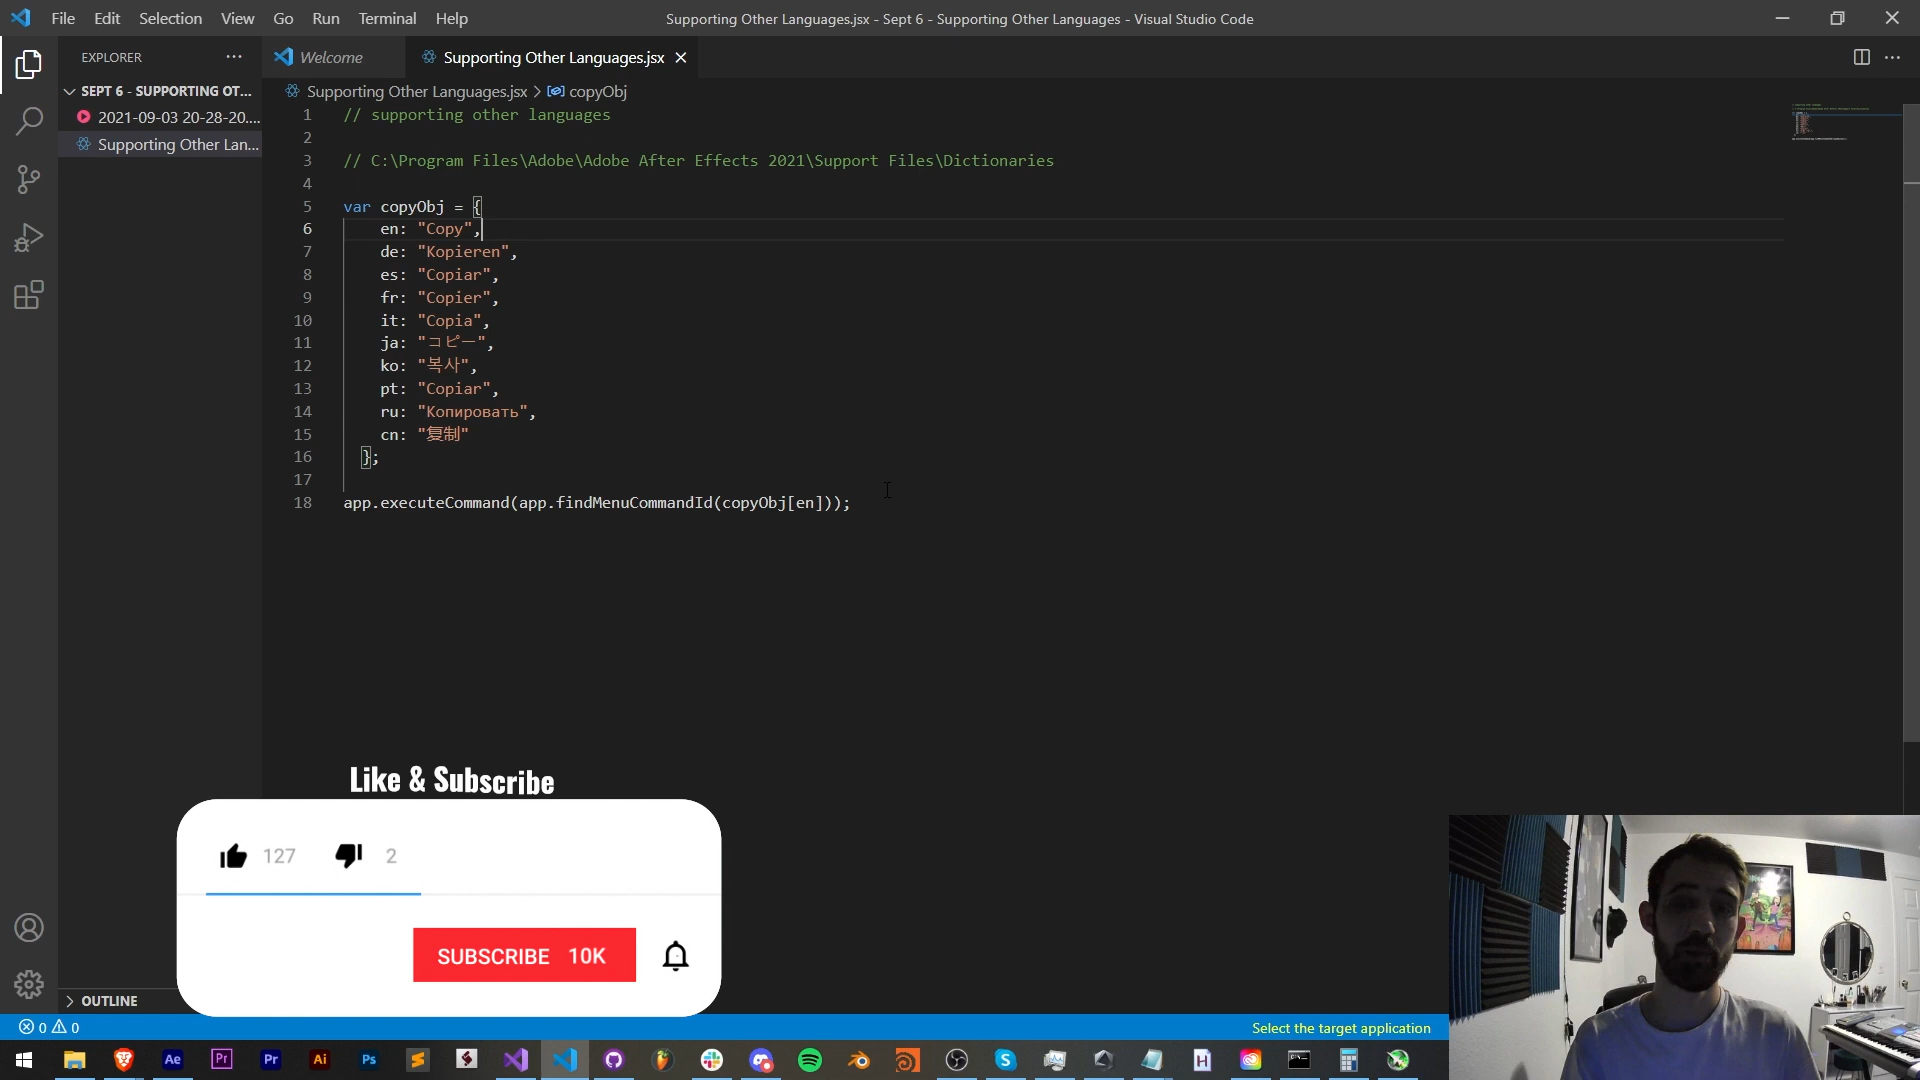 File Edit Selection View Go Run Terminal Help
Supporting Other Languages.jsx - Sept 6 - Supporting Other Languages - Visual Studio Code
EXPLORER
Welcome
Supporting Other Languages.jsx
SEPT 6 - SUPPORTING OT...
2021-09-03 20-28-20....
Supporting Other Lan...
Supporting Other Languages.jsx > copyObj
1 // supporting other languages
2
3 // C:\Program Files\Adobe\Adobe After Effects 2021\Support Files\Dictionaries
4
5 var copyObj = {
6 en: "Copy",
7 de: "Kopieren",
8 es: "Copiar",
9 fr: "Copier",
10 it: "Copia",
11 ja: "コピー",
12 ko: "복사",
13 pt: "Copiar",
14 ru: "Копировать",
15 cn: "复制"
16 };
17
18 app.executeCommand(app.findMenuCommandId(copyObj[en]));
Like & Subscribe
127 2
SUBSCRIBE 10K
OUTLINE
0 0
Select the target application
Ae Pr Pr Ai Ps S H